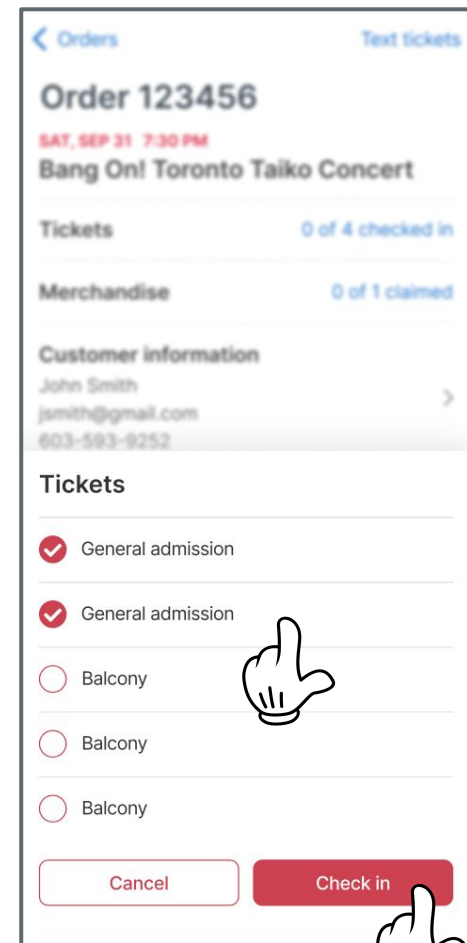 Orders
Text tickets
Order 123456
SAT, SEP 31 7:30 PM
Bang On! Toronto Taiko Concert
Tickets
0 of 4 checked in
Merchandise
0 of 1 claimed
Customer information
John Smith
jsmith@gmail.com
603-593-9252
Tickets
General admission
General admission
Balcony
Balcony
Balcony
Cancel
Check in